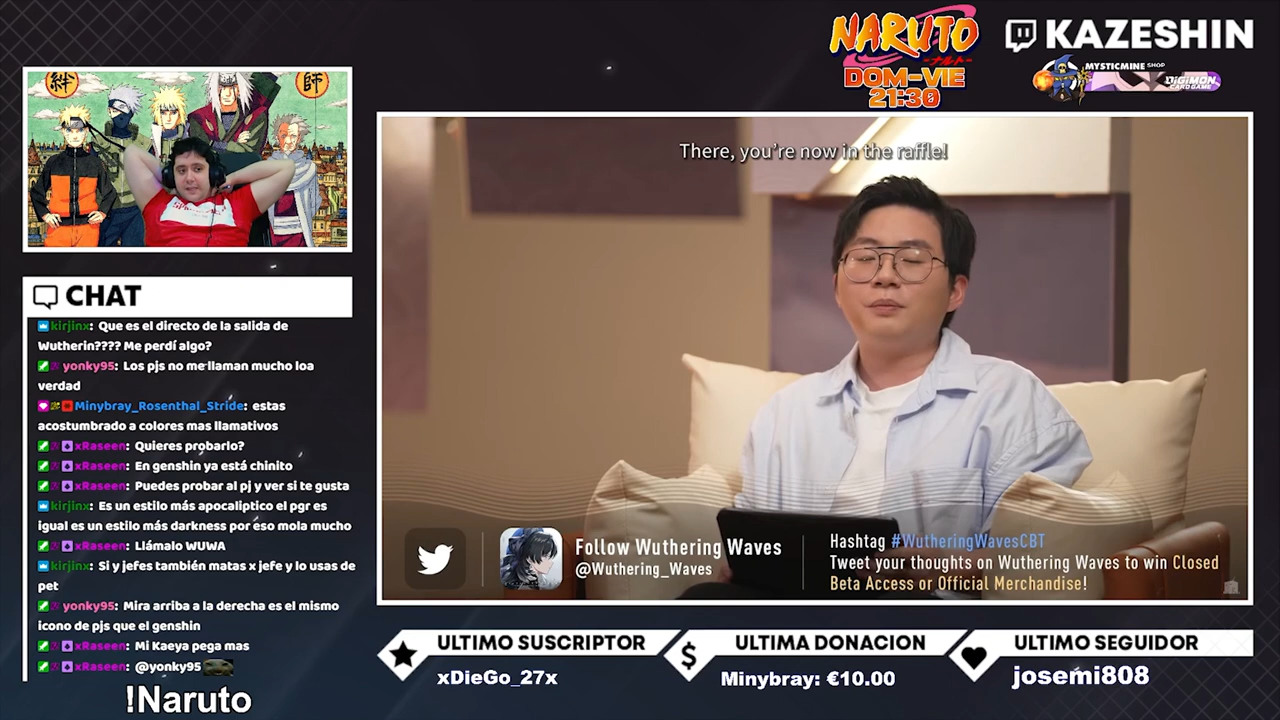 NARUTO
-ナルト-
DOM-VIE
21:30
KAZESHIN
MYSTICMINE SHOP
DIGIMON
CARD GAME
絆
師
There, you're now in the raffle!
CHAT
kirjinx: Que es el directo de la salida de
Wutherin???? Me perdí algo?
yonky95: Los pjs no me llaman mucho loa
verdad
Minybray_Rosenthal_Stride: estas
acostumbrado a colores mas llamativos
xRaseen: Quieres probarlo?
xRaseen: En genshin ya está chinito
xRaseen: Puedes probar al pj y ver si te gusta
kirjinx: Es un estilo más apocaliptico el pgr es
igual es un estilo más darkness por eso mola mucho
xRaseen: Llámalo WUWA
kirjinx: Si y jefes también matas x jefe y lo usas de
pet
yonky95: Mira arriba a la derecha es el mismo
icono de pjs que el genshin
xRaseen: Mi Kaeya pega mas
xRaseen: @yonky95
!Naruto
Follow Wuthering Waves
@Wuthering_Waves
Hashtag #WutheringWavesCBT
Tweet your thoughts on Wuthering Waves to win Closed
Beta Access or Official Merchandise!
ULTIMO SUSCRIPTOR
xDieGo_27x
ULTIMA DONACION
Minybray: €10.00
ULTIMO SEGUIDOR
josemi808